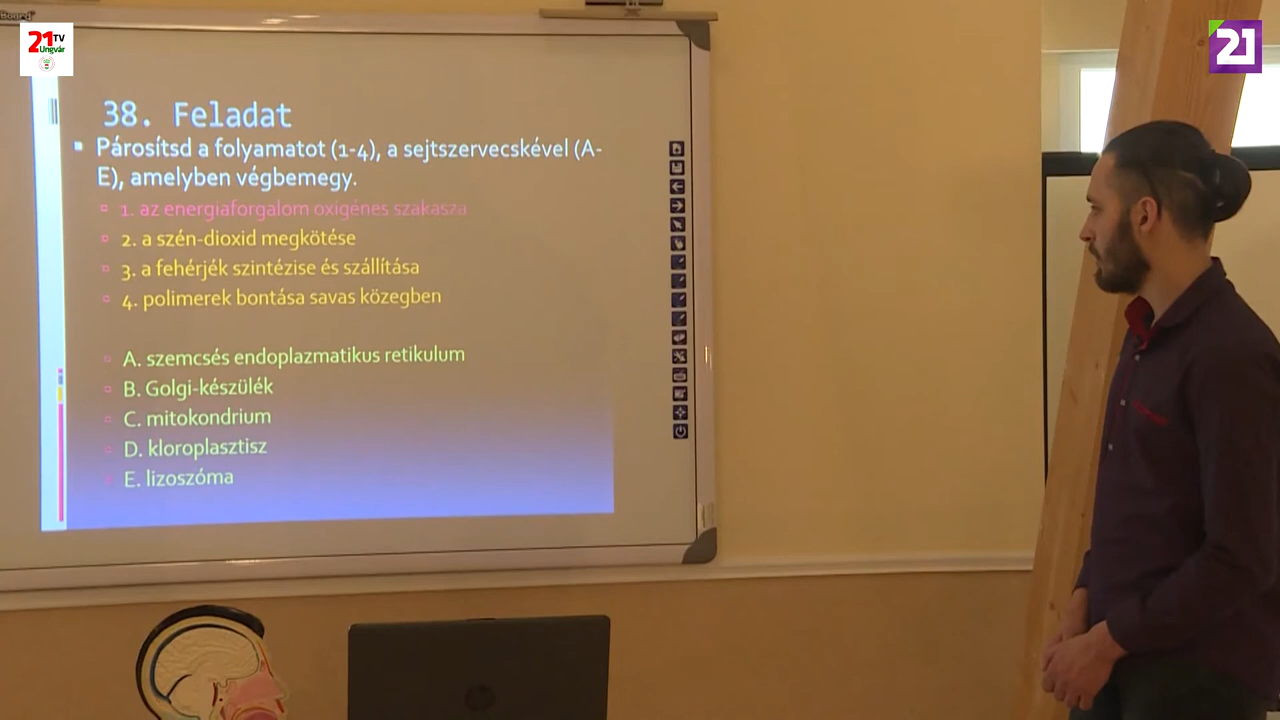 Board
21 TV
Ungvár
21
38. Feladat
Párosítsd a folyamatot (1-4), a sejtszervecskével (A-
E), amelyben végbemegy.
1. az energiaforgalom oxigénes szakasza
2. a szén-dioxid megkötése
3. a fehérjék szintézise és szállítása
4. polimerek bontása savas közegben
A. szemcsés endoplazmatikus retikulum
B. Golgi-készülék
C. mitokondrium
D. kloroplasztisz
E. lizoszóma
hp